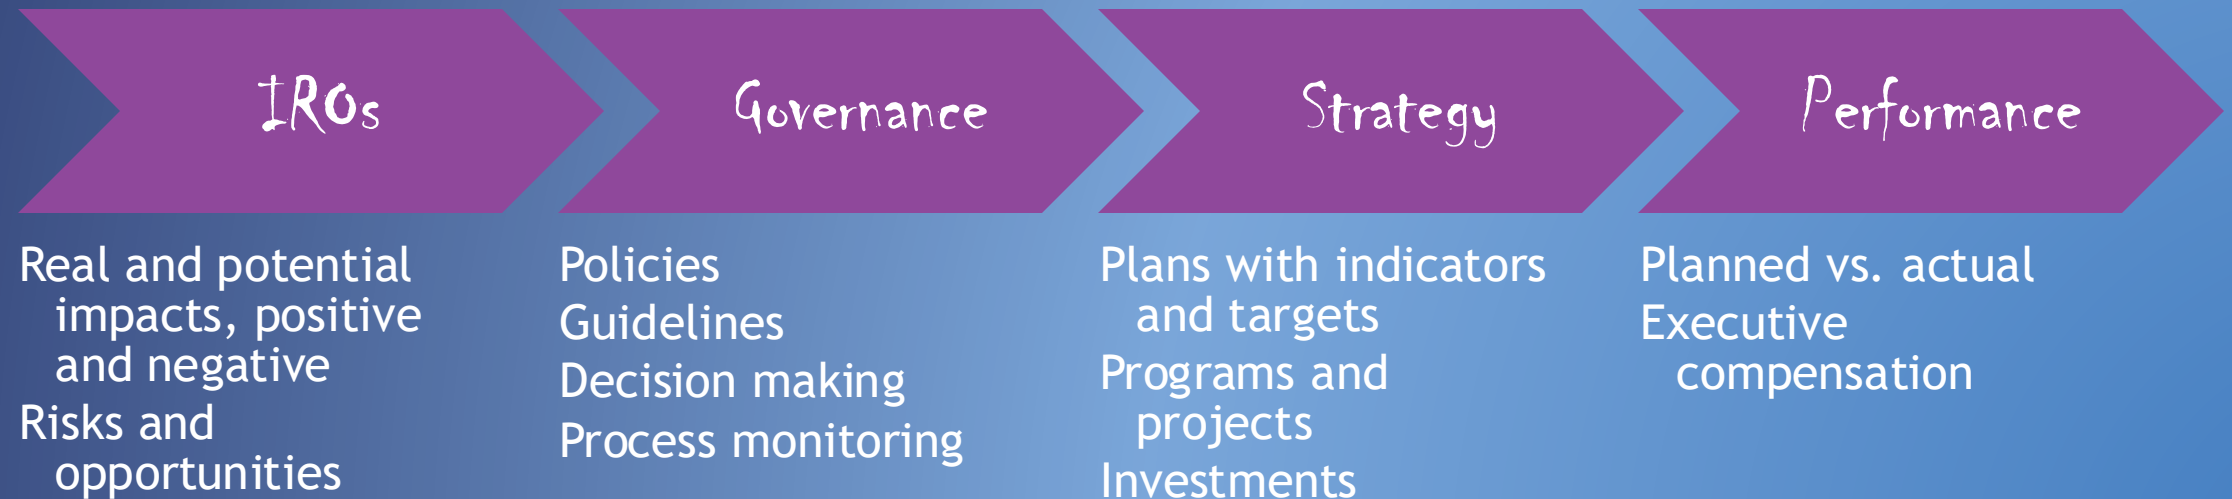 IROs
Governance
Strategy
Performance
Real and potential
impacts, positive
and negative
Risks and
opportunities
Policies
Guidelines
Decision making
Process monitoring
Plans with indicators
and targets
Programs and
projects
Investments
Planned vs. actual
Executive
compensation